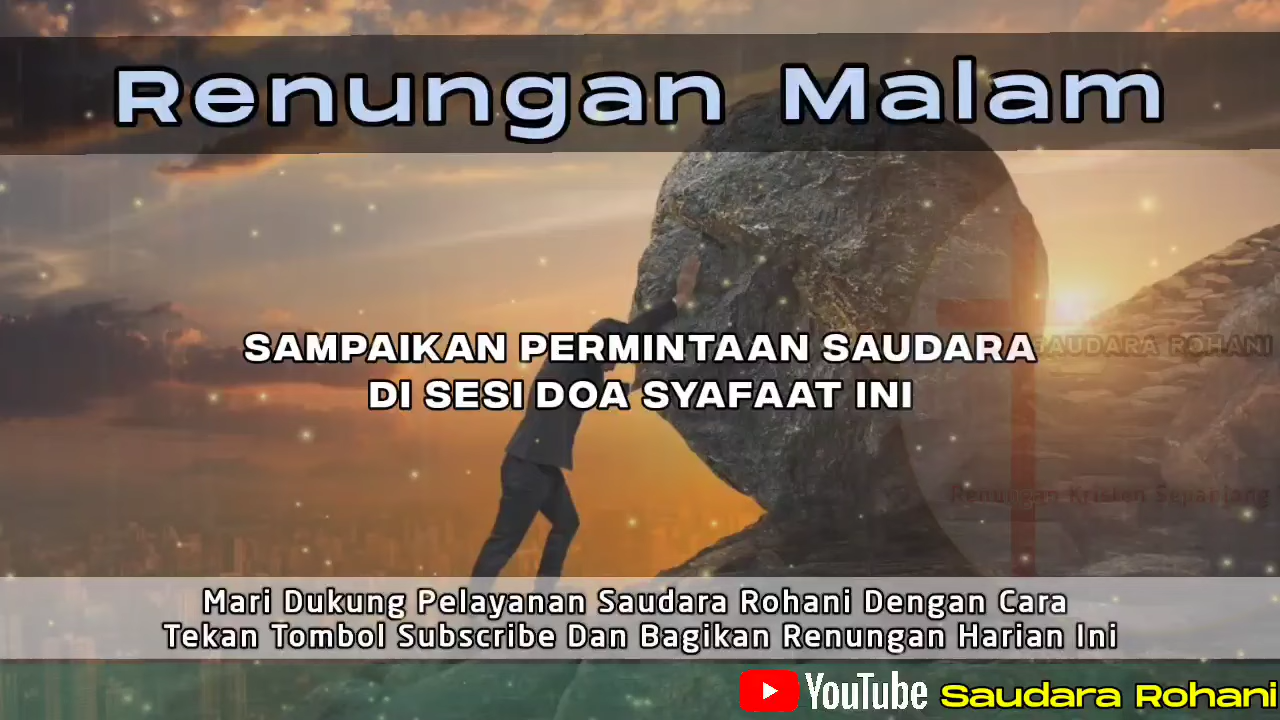 Renungan Malam
SAMPAIKAN PERMINTAAN SAUDARA
DI SESI DOA SYAFAAT INI
SAUDARA ROHANI
Renungan Kristen Sepanjang
Mari Dukung Pelayanan Saudara Rohani Dengan Cara
Tekan Tombol Subscribe Dan Bagikan Renungan Harian Ini
YouTube Saudara Rohani